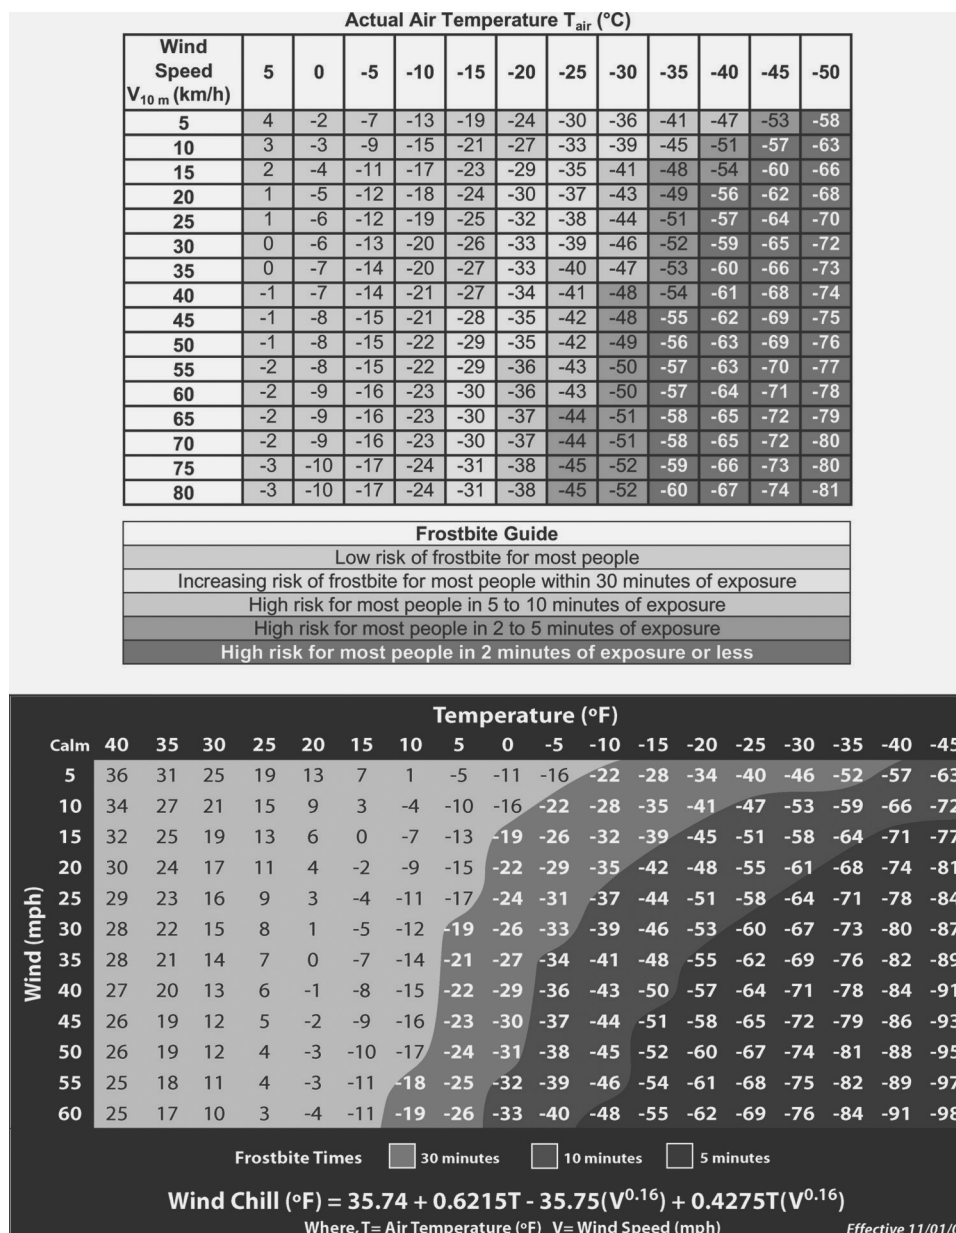 Actual Air Temperature Tair (°C)
Wind
Speed
V10 m (km/h) 5 0 -5 -10 -15 -20 -25 -30 -35 -40 -45 -50
5 4 -2 -7 -13 -19 -24 -30 -36 -41 -47 -53 -58
10 3 -3 -9 -15 -21 -27 -33 -39 -45 -51 -57 -63
15 2 -4 -11 -17 -23 -29 -35 -41 -48 -54 -60 -66
20 1 -5 -12 -18 -24 -30 -37 -43 -49 -56 -62 -68
25 1 -6 -12 -19 -25 -32 -38 -44 -51 -57 -64 -70
30 0 -6 -13 -20 -26 -33 -39 -46 -52 -59 -65 -72
35 0 -7 -14 -20 -27 -33 -40 -47 -53 -60 -66 -73
40 -1 -7 -14 -21 -27 -34 -41 -48 -54 -61 -68 -74
45 -1 -8 -15 -21 -28 -35 -42 -48 -55 -62 -69 -75
50 -1 -8 -15 -22 -29 -35 -42 -49 -56 -63 -69 -76
55 -2 -8 -15 -22 -29 -36 -43 -50 -57 -63 -70 -77
60 -2 -9 -16 -23 -30 -36 -43 -50 -57 -64 -71 -78
65 -2 -9 -16 -23 -30 -37 -44 -51 -58 -65 -72 -79
70 -2 -9 -16 -23 -30 -37 -44 -51 -58 -65 -72 -80
75 -3 -10 -17 -24 -31 -38 -45 -52 -59 -66 -73 -80
80 -3 -10 -17 -24 -31 -38 -45 -52 -60 -67 -74 -81
Frostbite Guide
Low risk of frostbite for most people
Increasing risk of frostbite for most people within 30 minutes of exposure
High risk for most people in 5 to 10 minutes of exposure
High risk for most people in 2 to 5 minutes of exposure
High risk for most people in 2 minutes of exposure or less
Temperature (ºF)
Calm 40 35 30 25 20 15 10 5 0 -5 -10 -15 -20 -25 -30 -35 -40 -45
5 36 31 25 19 13 7 1 -5 -11 -16 -22 -28 -34 -40 -46 -52 -57 -63
10 34 27 21 15 9 3 -4 -10 -16 -22 -28 -35 -41 -47 -53 -59 -66 -72
15 32 25 19 13 6 0 -7 -13 -19 -26 -32 -39 -45 -51 -58 -64 -71 -77
20 30 24 17 11 4 -2 -9 -15 -22 -29 -35 -42 -48 -55 -61 -68 -74 -81
25 29 23 16 9 3 -4 -11 -17 -24 -31 -37 -44 -51 -58 -64 -71 -78 -84
30 28 22 15 8 1 -5 -12 -19 -26 -33 -39 -46 -53 -60 -67 -73 -80 -87
35 28 21 14 7 0 -7 -14 -21 -27 -34 -41 -48 -55 -62 -69 -76 -82 -89
40 27 20 13 6 -1 -8 -15 -22 -29 -36 -43 -50 -57 -64 -71 -78 -84 -91
45 26 19 12 5 -2 -9 -16 -23 -30 -37 -44 -51 -58 -65 -72 -79 -86 -93
50 26 19 12 4 -3 -10 -17 -24 -31 -38 -45 -52 -60 -67 -74 -81 -88 -95
55 25 18 11 4 -3 -11 -18 -25 -32 -39 -46 -54 -61 -68 -75 -82 -89 -97
60 25 17 10 3 -4 -11 -19 -26 -33 -40 -48 -55 -62 -69 -76 -84 -91 -98
Wind (mph)
Frostbite Times 30 minutes 10 minutes 5 minutes
Wind Chill (ºF) = 35.74 + 0.6215T - 35.75(V0.16) + 0.4275T(V0.16)
Where, T= Air Temperature (ºF) V= Wind Speed (mph) Effective 11/01/0